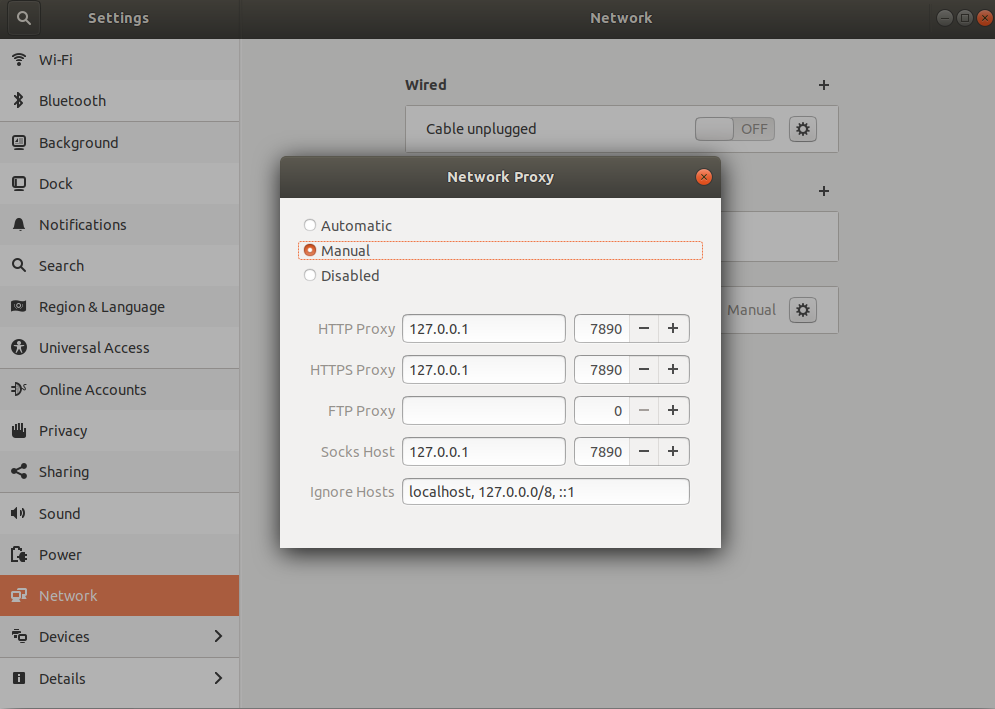 Settings
Network
Wi-Fi
Bluetooth
Background
Dock
Notifications
Search
Region & Language
Universal Access
Online Accounts
Privacy
Sharing
Sound
Power
Network
Devices
Details
Wired
Cable unplugged OFF
Manual
Network Proxy
Automatic
Manual
Disabled
HTTP Proxy 127.0.0.1 7890
HTTPS Proxy 127.0.0.1 7890
FTP Proxy 0
Socks Host 127.0.0.1 7890
Ignore Hosts localhost, 127.0.0.0/8, ::1